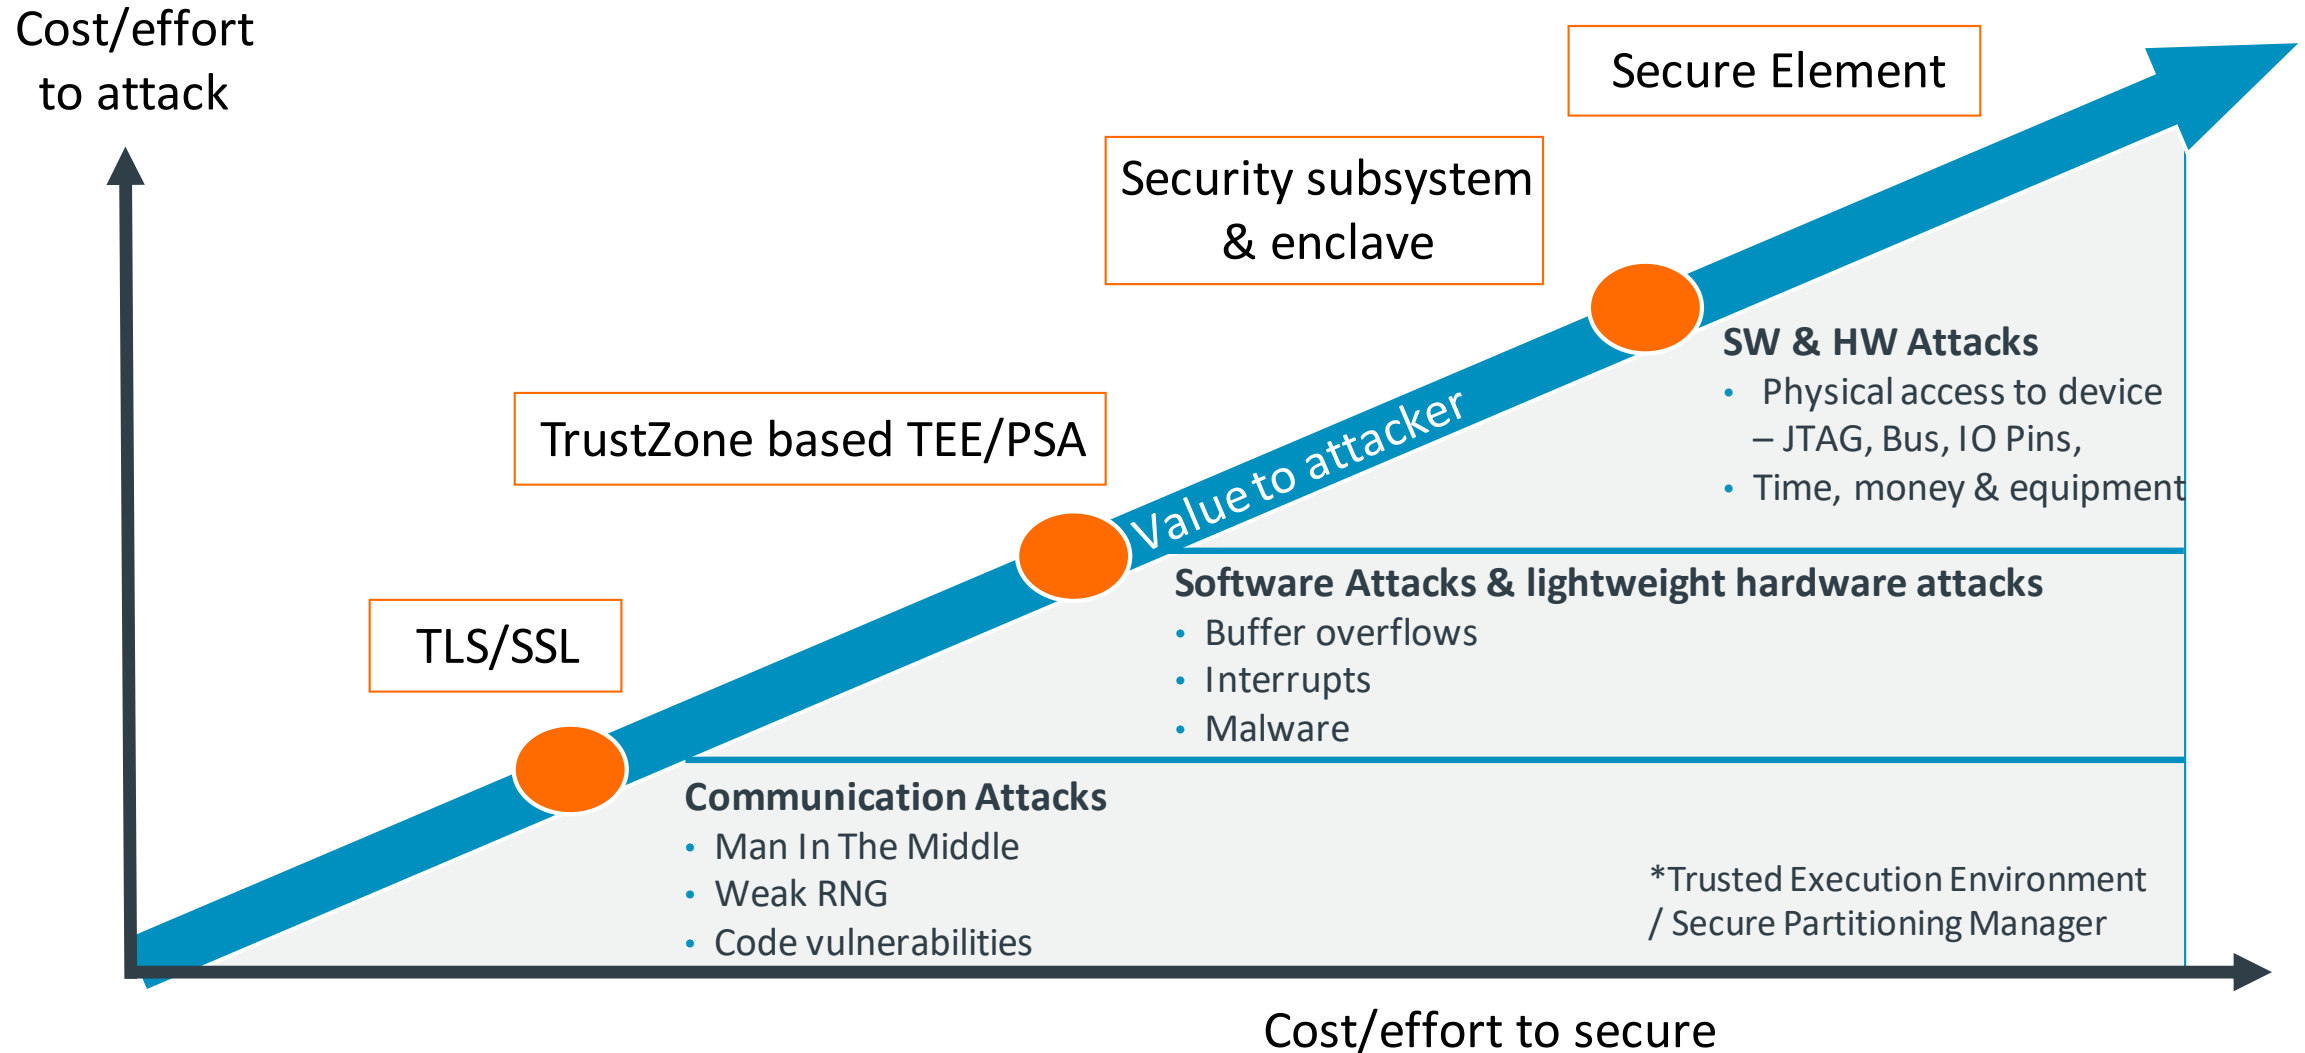 Cost/effort
to attack
Secure Element
Security subsystem
& enclave
TrustZone based TEE/PSA
TLS/SSL
Value to attacker
SW & HW Attacks
• Physical access to device
– JTAG, Bus, IO Pins,
• Time, money & equipment
Software Attacks & lightweight hardware attacks
• Buffer overflows
• Interrupts
• Malware
Communication Attacks
• Man In The Middle
• Weak RNG
• Code vulnerabilities
*Trusted Execution Environment
/ Secure Partitioning Manager
Cost/effort to secure